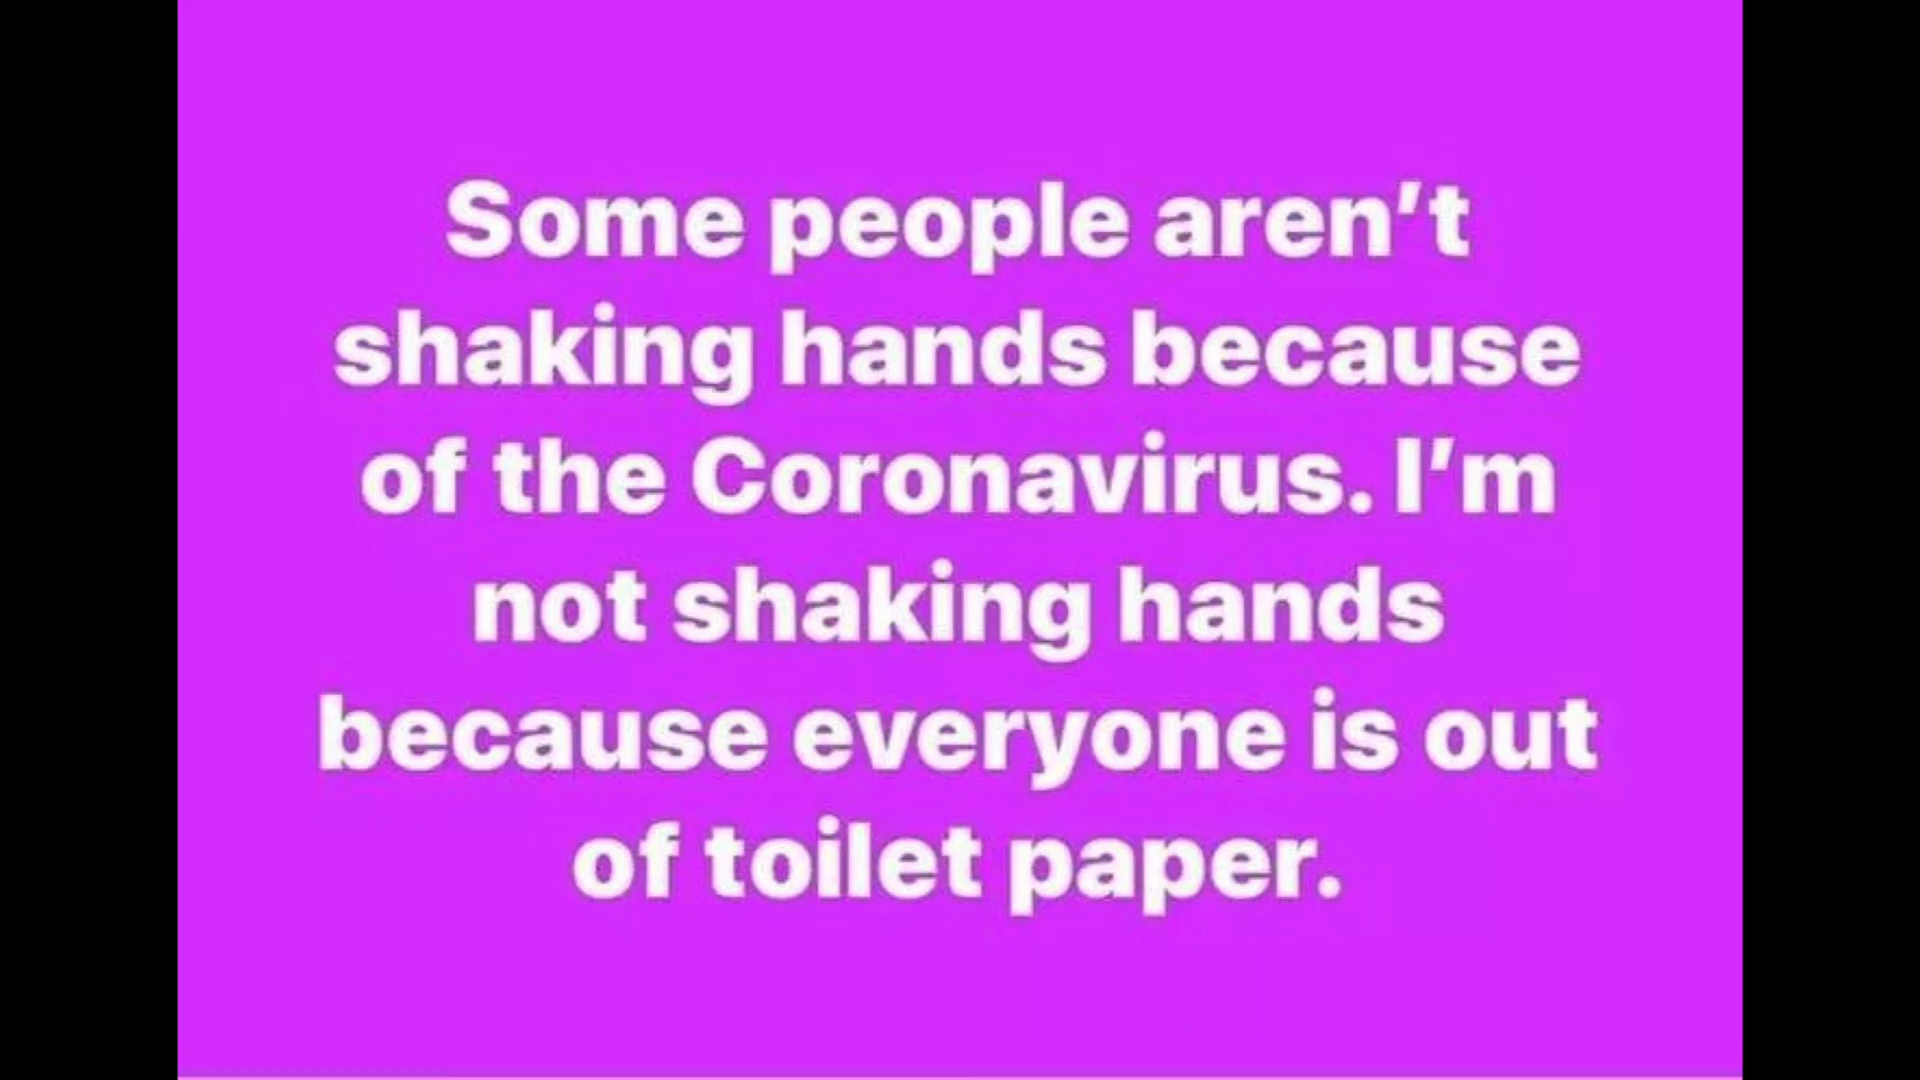 Some people aren’t
shaking hands because
of the Coronavirus. I’m
not shaking hands
because everyone is out
of toilet paper.